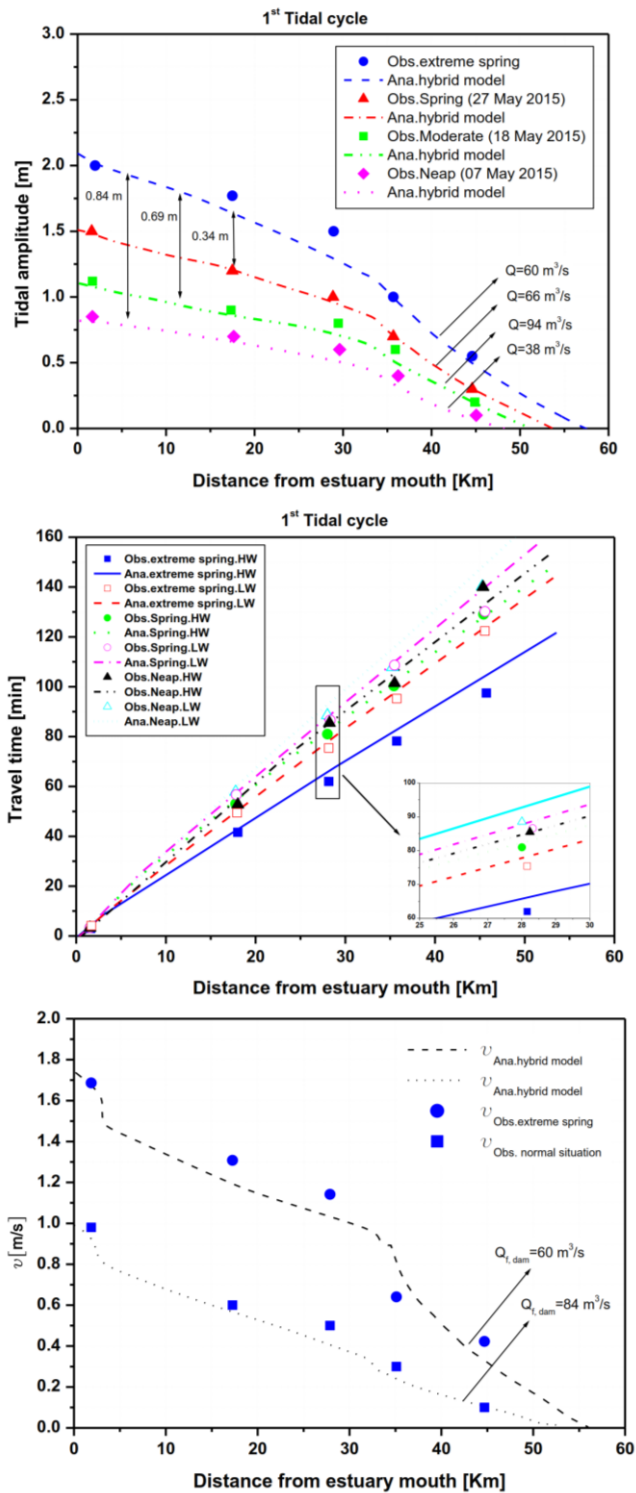 1st Tidal cycle
3.0
2.5
2.0
1.5
1.0
0.5
0.0
Tidal amplitude [m]
Obs.extreme spring
Ana.hybrid model
Obs.Spring (27 May 2015)
Ana.hybrid model
Obs.Moderate (18 May 2015)
Ana.hybrid model
Obs.Neap (07 May 2015)
Ana.hybrid model
0.84 m
0.69 m
0.34 m
Q=60 m³/s
Q=66 m³/s
Q=94 m³/s
Q=38 m³/s
0 10 20 30 40 50 60
Distance from estuary mouth [Km]
1st Tidal cycle
160
140
120
100
80
60
40
20
0
Travel time [min]
Obs.extreme spring.HW
Ana.extreme spring.HW
Obs.extreme spring.LW
Ana.extreme spring.LW
Obs.Spring.HW
Ana.Spring.HW
Obs.Spring.LW
Ana.Spring.LW
Obs.Neap.HW
Obs.Neap.HW
Obs.Neap.LW
Ana.Neap.LW
100
90
80
70
60
25 26 27 28 29 30
0 10 20 30 40 50 60
Distance from estuary mouth [Km]
2.0
1.8
1.6
1.4
1.2
1.0
0.8
0.6
0.4
0.2
0.0
υ[m/s]
υ Ana.hybrid model
υ Ana.hybrid model
υ Obs.extreme spring
υ Obs. normal situation
Qf, dam=60 m³/s
Qf, dam=84 m³/s
0 10 20 30 40 50 60
Distance from estuary mouth [Km]